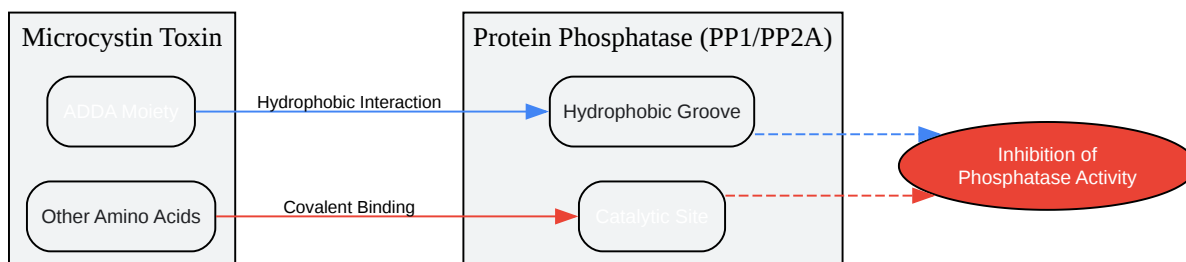 Microcystin Toxin
Protein Phosphatase (PP1/PP2A)
ADDA Moiety
Hydrophobic Interaction
Hydrophobic Groove
Inhibition of
Phosphatase Activity
Other Amino Acids
Covalent Binding
Catalytic Site